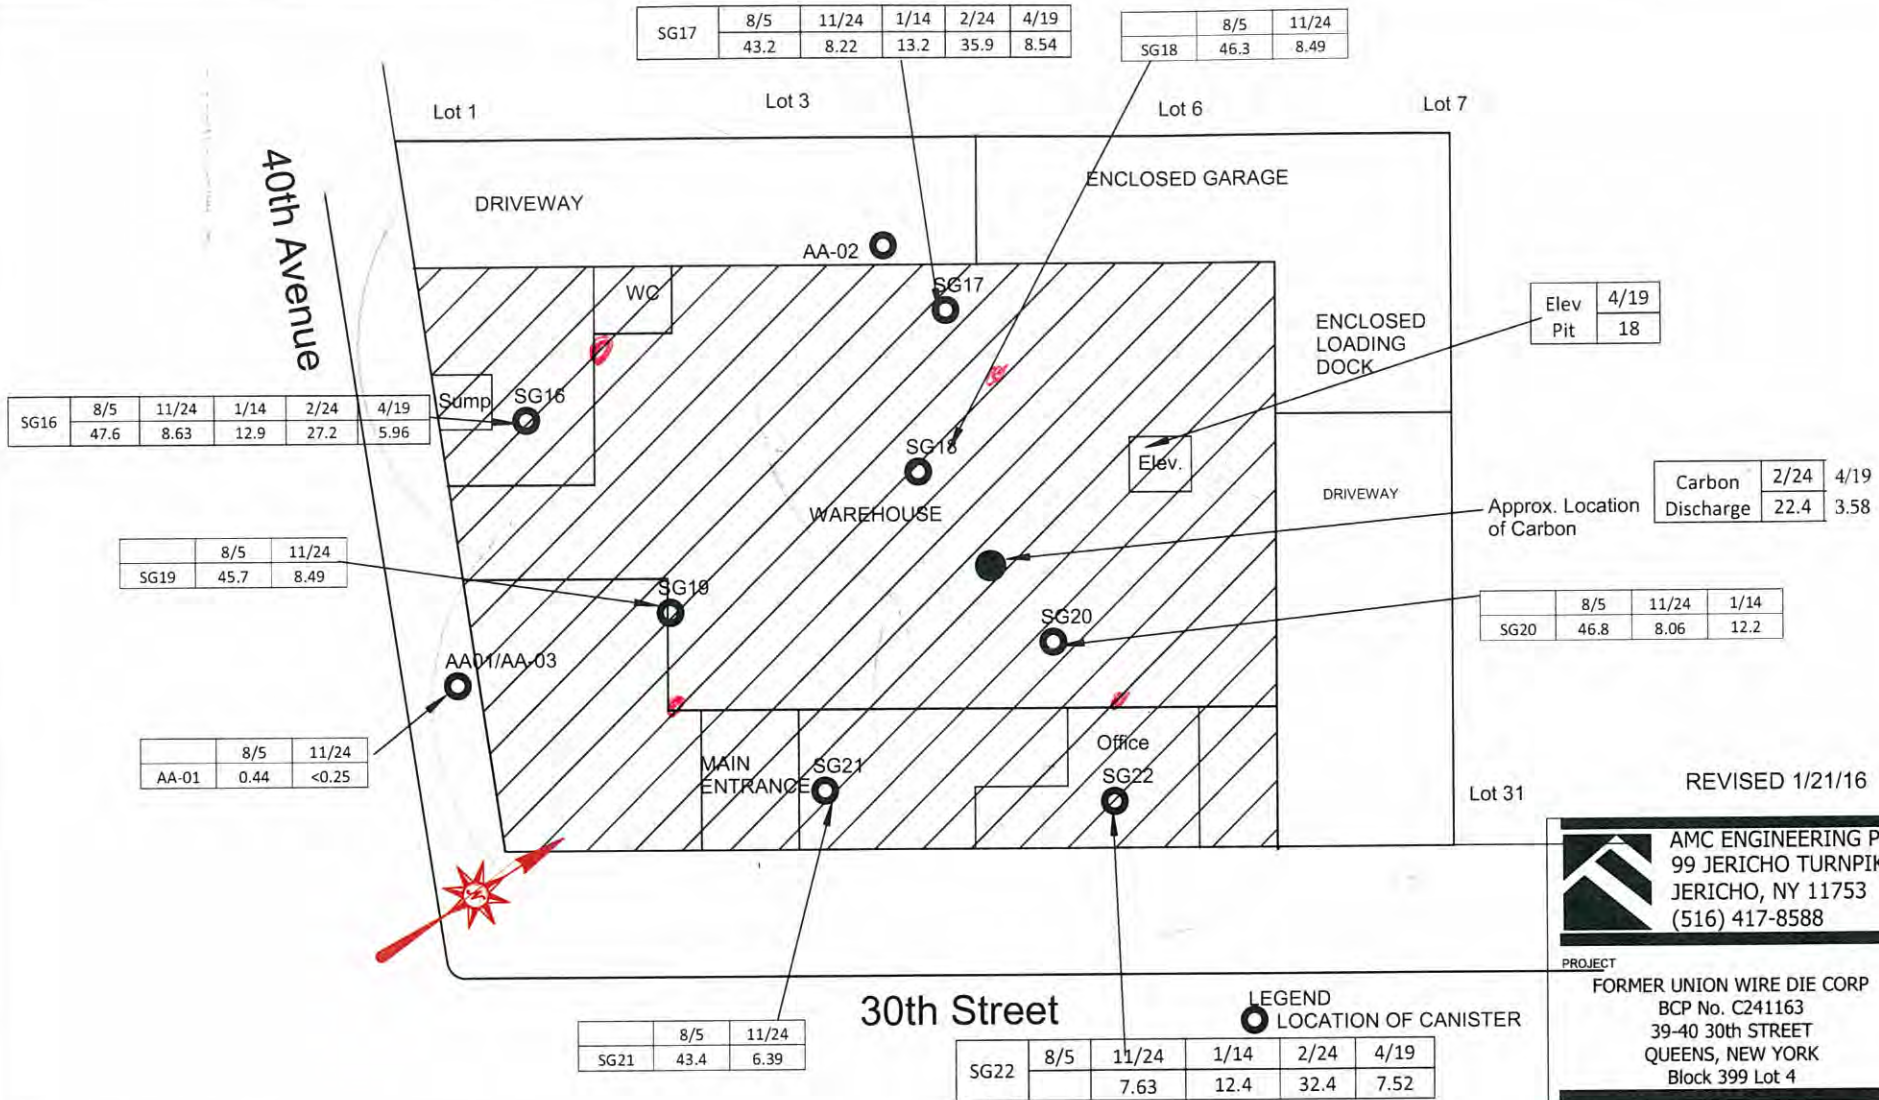 SG17 8/5 11/24 1/14 2/24 4/19
43.2 8.22 13.2 35.9 8.54
8/5 11/24
SG18 46.3 8.49
Lot 1
Lot 3
Lot 6
Lot 7
40th Avenue
DRIVEWAY
ENCLOSED GARAGE
AA-02
WC
SG17
ENCLOSED
LOADING
DOCK
Elev 4/19
Pit 18
SG16 8/5 11/24 1/14 2/24 4/19
47.6 8.63 12.9 27.2 5.96
Sump
SG16
SG18
Elev.
WAREHOUSE
DRIVEWAY
Approx. Location
of Carbon
Carbon 2/24 4/19
Discharge 22.4 3.58
8/5 11/24
SG19 45.7 8.49
SG19
SG20
8/5 11/24 1/14
SG20 46.8 8.06 12.2
AA01/AA-03
8/5 11/24
AA-01 0.44 <0.25
MAIN
ENTRANCE
SG21
Office
SG22
Lot 31
REVISED 1/21/16
AMC ENGINEERING P
99 JERICHO TURNPIK
JERICHO, NY 11753
(516) 417-8588
PROJECT
FORMER UNION WIRE DIE CORP
BCP No. C241163
39-40 30th STREET
QUEENS, NEW YORK
Block 399 Lot 4
30th Street
LEGEND
LOCATION OF CANISTER
8/5 11/24
SG21 43.4 6.39
SG22 8/5 11/24 1/14 2/24 4/19
7.63 12.4 32.4 7.52